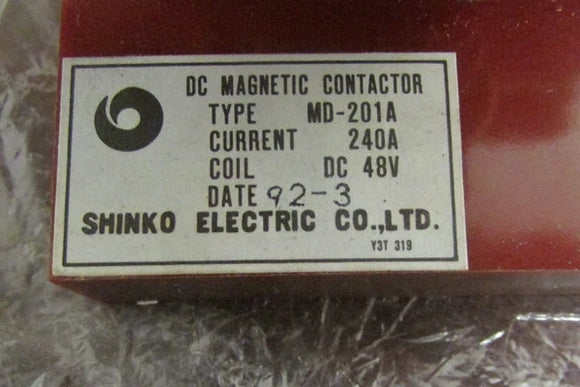 DC MAGNETIC CONTACTOR
TYPE MD-201A
CURRENT 240A
COIL DC 48V
DATE 92-3
SHINKO ELECTRIC CO.,LTD.
Y3T 319